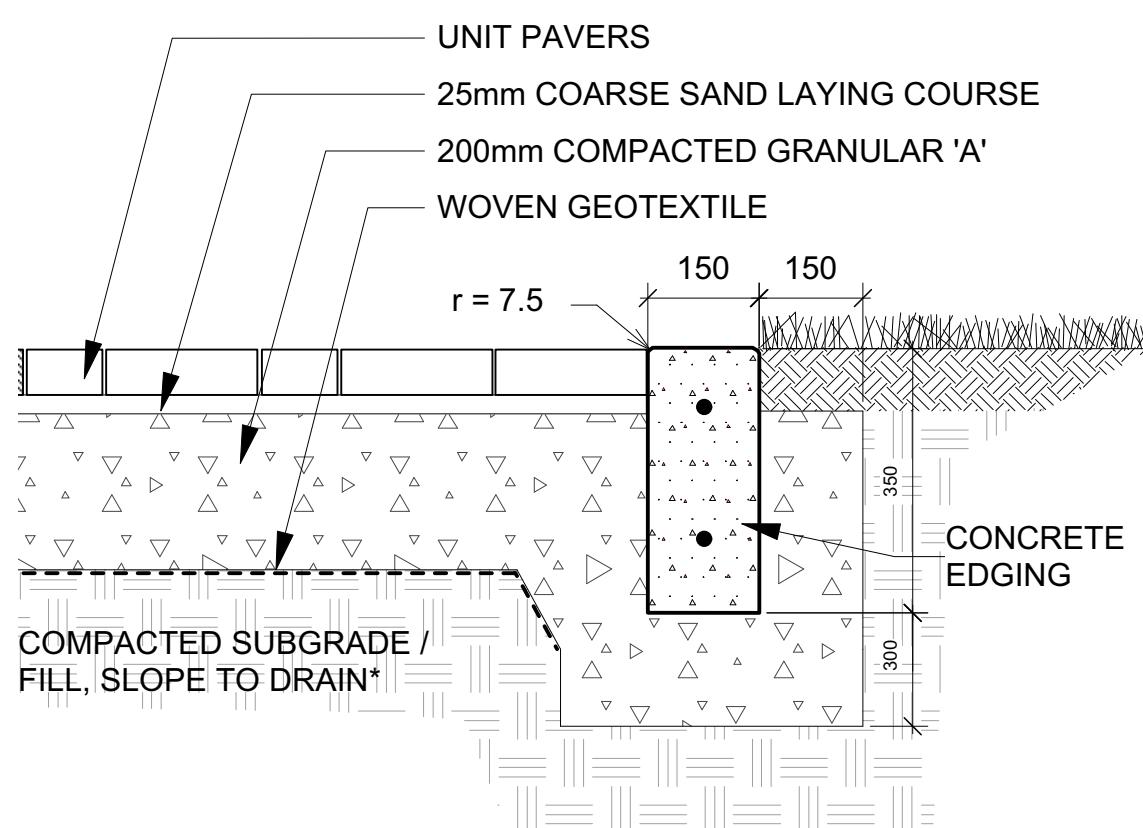 UNIT PAVERS
25mm COARSE SAND LAYING COURSE
200mm COMPACTED GRANULAR 'A'
WOVEN GEOTEXTILE
150 150
r = 7.5
350
CONCRETE
EDGING
300
COMPACTED SUBGRADE /
FILL, SLOPE TO DRAIN*